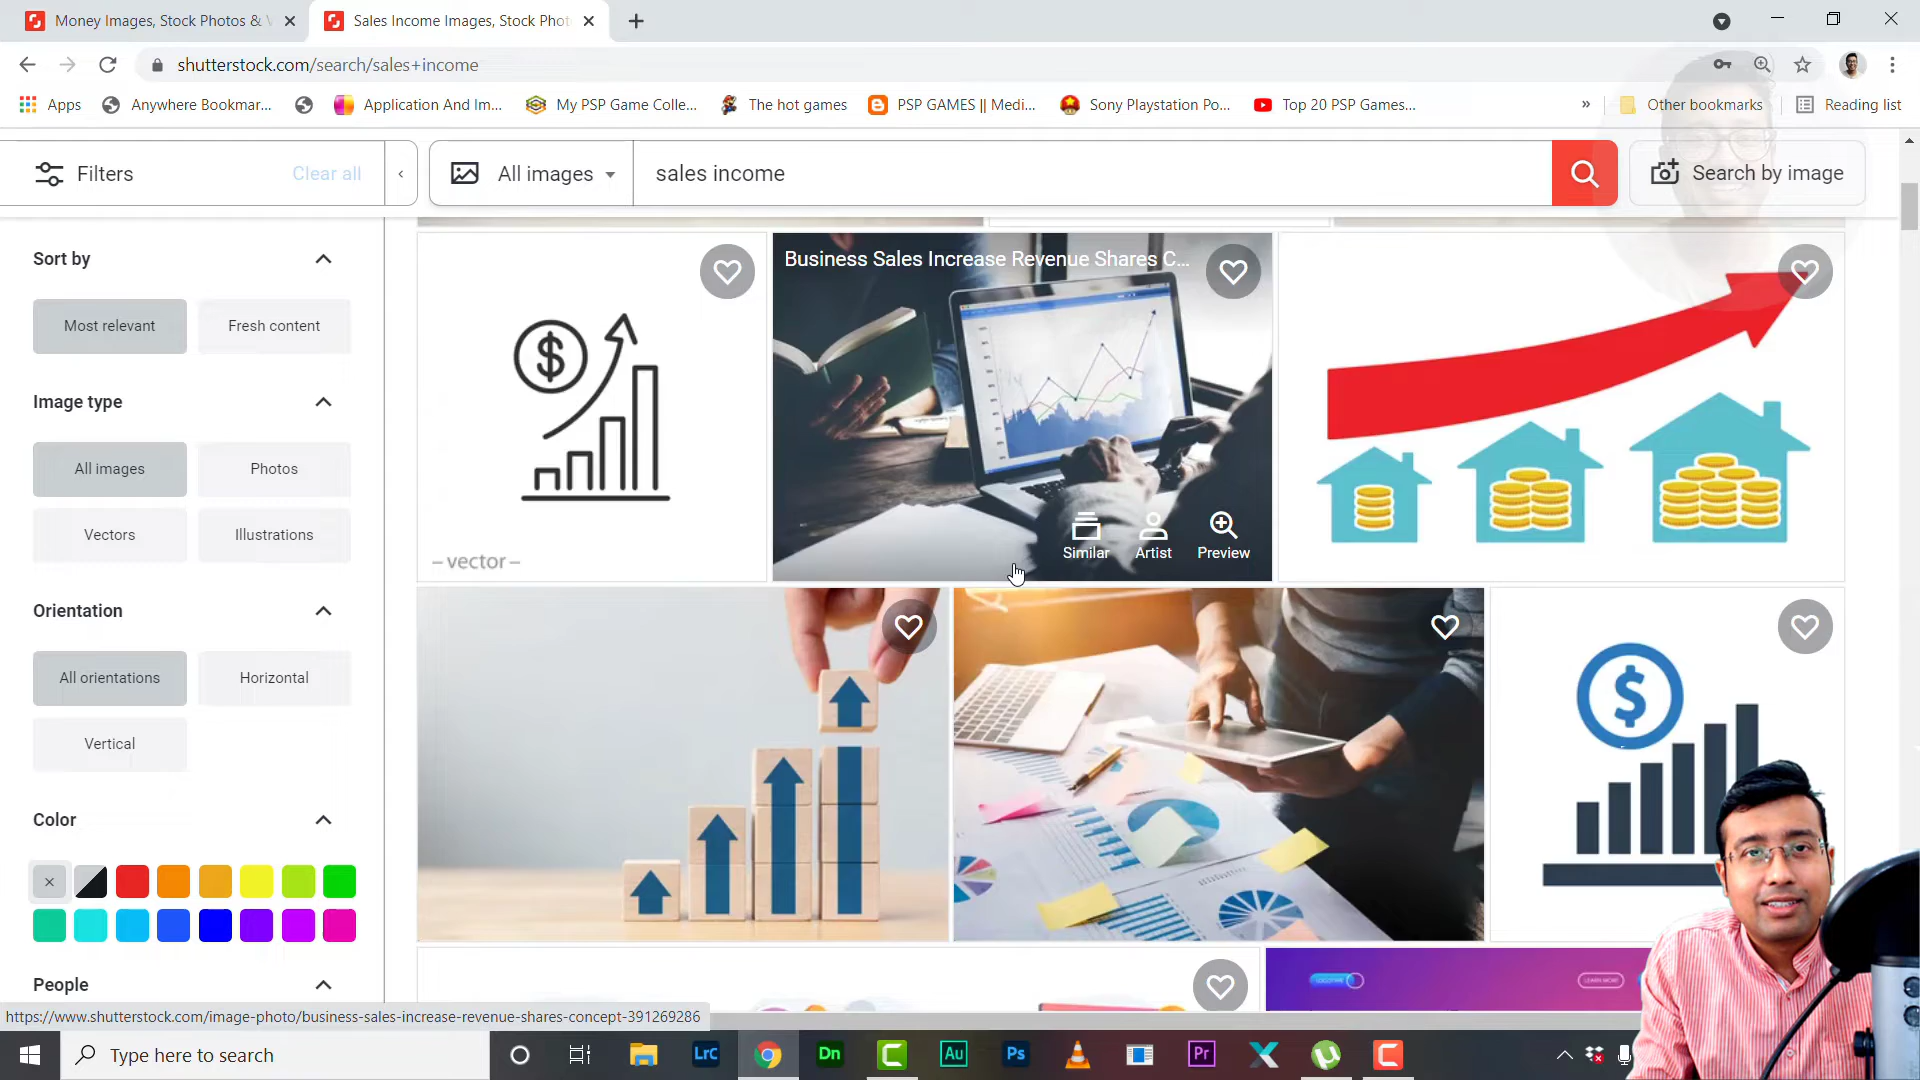 Money Images, Stock Photos & V
Sales Income Images, Stock Phot
shutterstock.com/search/sales+income
Apps
Anywhere Bookmar...
Application And Im...
My PSP Game Colle...
The hot games
PSP GAMES || Medi...
Sony Playstation Po...
Top 20 PSP Games...
»
Other bookmarks
Reading list
Filters
Clear all
All images
sales income
Search by image
Sort by
Most relevant
Fresh content
Image type
All images
Photos
Vectors
Illustrations
Orientation
All orientations
Horizontal
Vertical
Color
People
Business Sales Increase Revenue Shares C...
Similar
Artist
Preview
$
– vector –
$
LEARN MORE
https://www.shutterstock.com/image-photo/business-sales-increase-revenue-shares-concept-391269286
Type here to search
LrC
Dn
Au
Ps
Pr